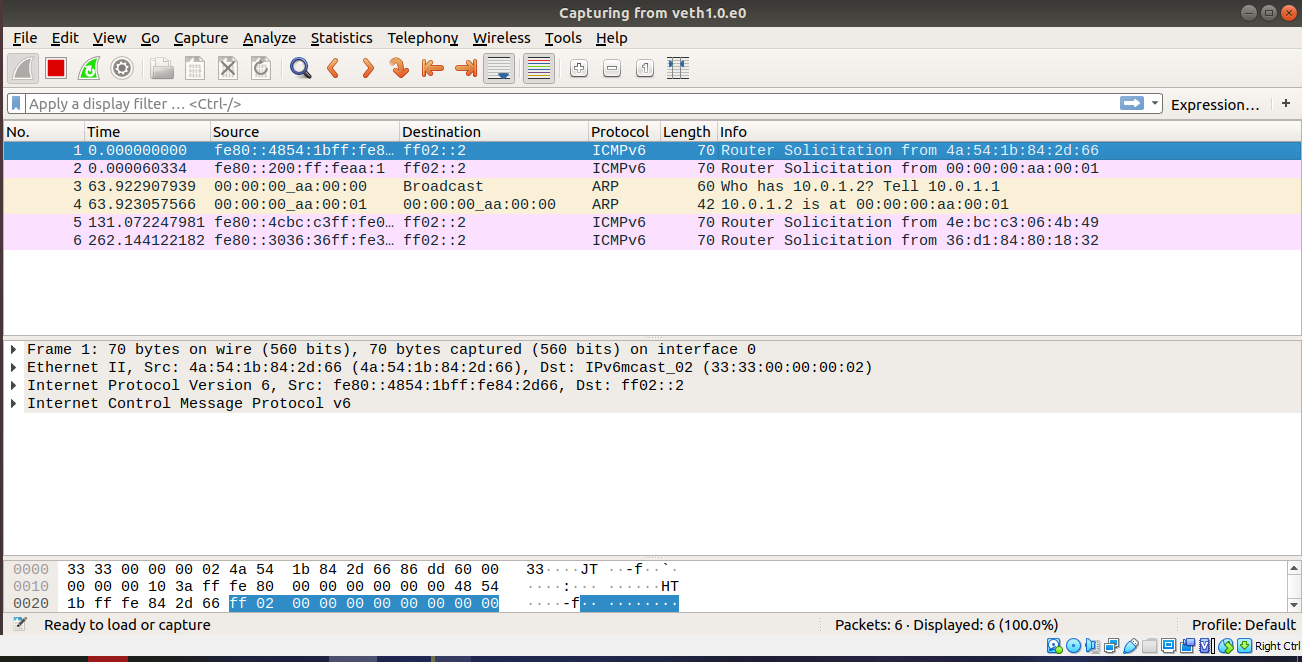 Capturing from veth1.0.e0
File Edit View Go Capture Analyze Statistics Telephony Wireless Tools Help
Apply a display filter … <Ctrl-/> Expression… +
No. Time Source Destination Protocol Length Info
1 0.000000000 fe80::4854:1bff:fe8… ff02::2 ICMPv6 70 Router Solicitation from 4a:54:1b:84:2d:66
2 0.000060334 fe80::200:ff:feaa:1 ff02::2 ICMPv6 70 Router Solicitation from 00:00:00:aa:00:01
3 63.922907939 00:00:00_aa:00:00 Broadcast ARP 60 Who has 10.0.1.2? Tell 10.0.1.1
4 63.923057566 00:00:00_aa:00:01 00:00:00_aa:00:00 ARP 42 10.0.1.2 is at 00:00:00:aa:00:01
5 131.072247981 fe80::4cbc:c3ff:fe0… ff02::2 ICMPv6 70 Router Solicitation from 4e:bc:c3:06:4b:49
6 262.144122182 fe80::3036:36ff:fe3… ff02::2 ICMPv6 70 Router Solicitation from 36:d1:84:80:18:32
Frame 1: 70 bytes on wire (560 bits), 70 bytes captured (560 bits) on interface 0
Ethernet II, Src: 4a:54:1b:84:2d:66 (4a:54:1b:84:2d:66), Dst: IPv6mcast_02 (33:33:00:00:00:02)
Internet Protocol Version 6, Src: fe80::4854:1bff:fe84:2d66, Dst: ff02::2
Internet Control Message Protocol v6
0000 33 33 00 00 00 02 4a 54 1b 84 2d 66 86 dd 60 00 33····JT ··-f··`·
0010 00 00 00 10 3a ff fe 80 00 00 00 00 00 00 48 54 ····:··· ······HT
0020 1b ff fe 84 2d 66 ff 02 00 00 00 00 00 00 00 00 ····-f·· ········
Ready to load or capture Packets: 6 · Displayed: 6 (100.0%) Profile: Default
Right Ctrl